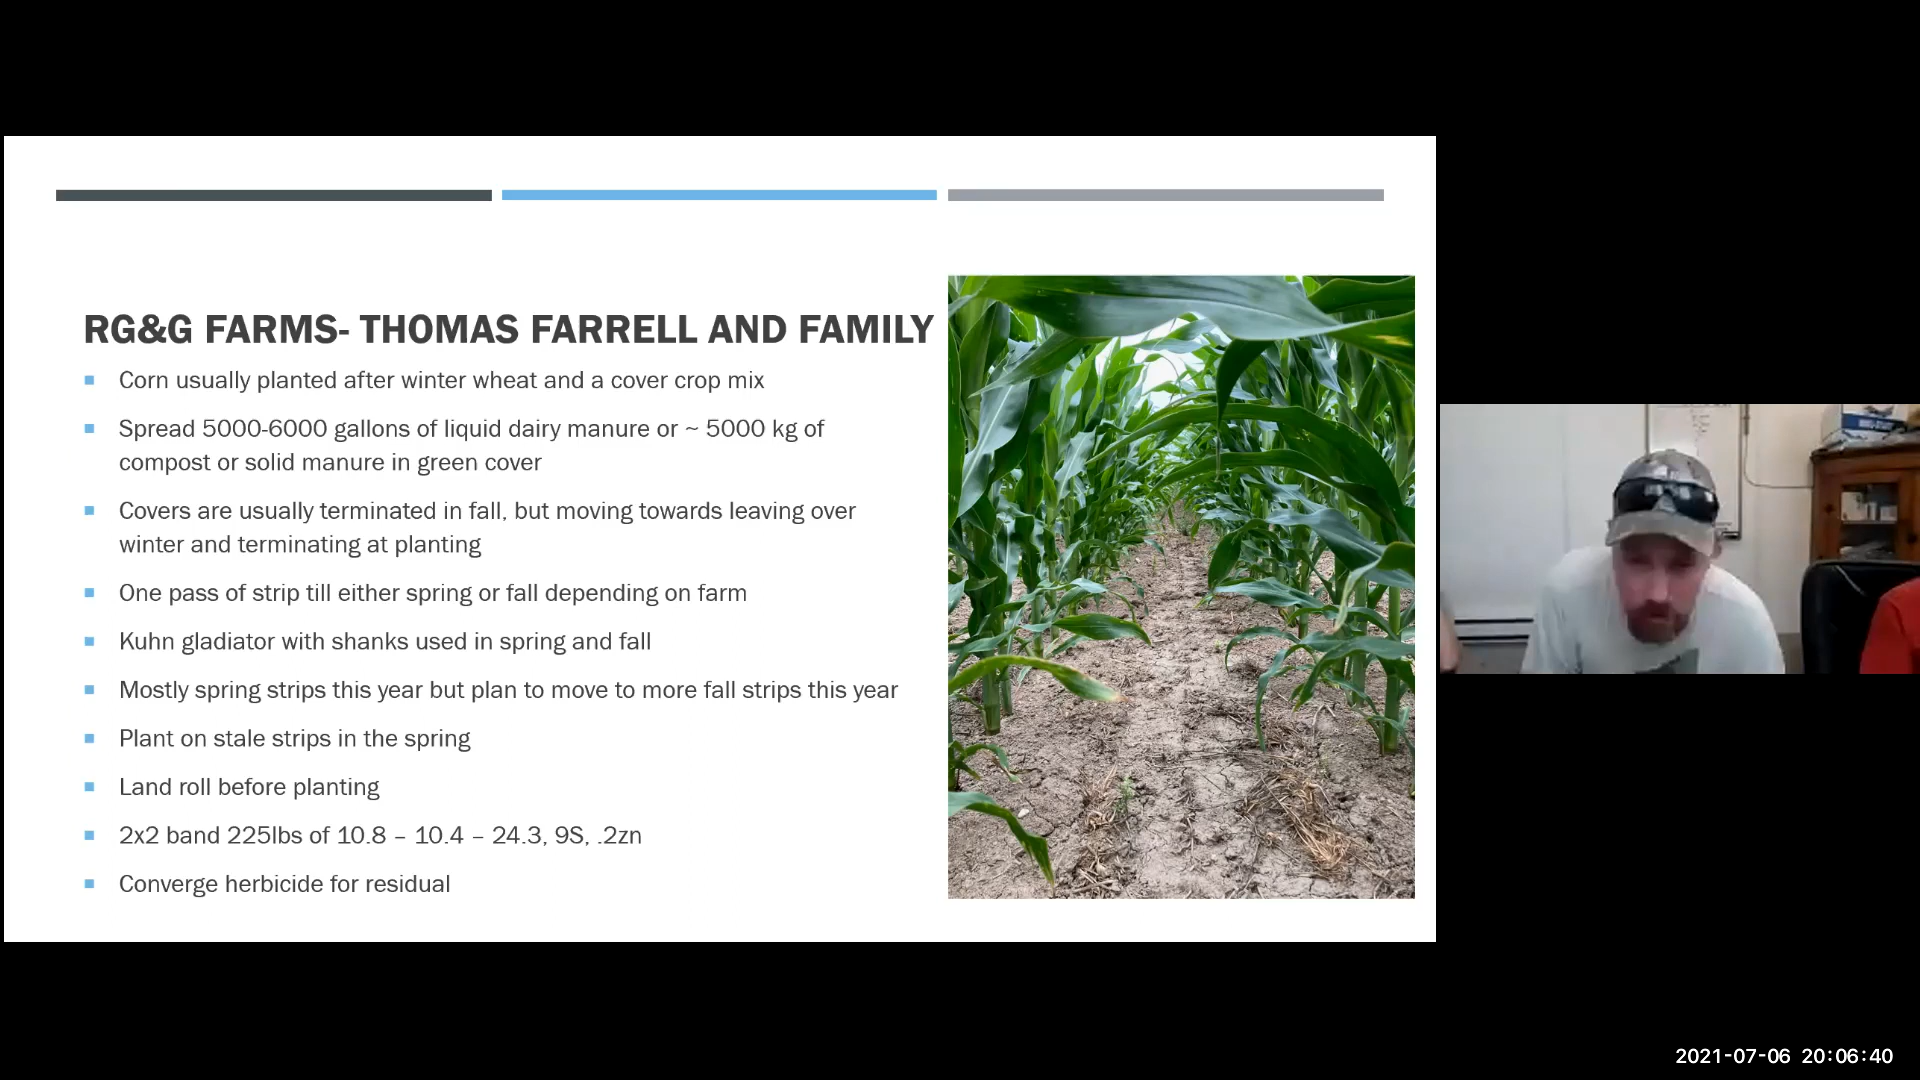 RG&G FARMS- THOMAS FARRELL AND FAMILY
Corn usually planted after winter wheat and a cover crop mix
Spread 5000-6000 gallons of liquid dairy manure or ~ 5000 kg of
compost or solid manure in green cover
Covers are usually terminated in fall, but moving towards leaving over
winter and terminating at planting
One pass of strip till either spring or fall depending on farm
Kuhn gladiator with shanks used in spring and fall
Mostly spring strips this year but plan to move to more fall strips this year
Plant on stale strips in the spring
Land roll before planting
2x2 band 225lbs of 10.8 – 10.4 – 24.3, 9S, .2zn
Converge herbicide for residual
2021-07-06 20:06:40